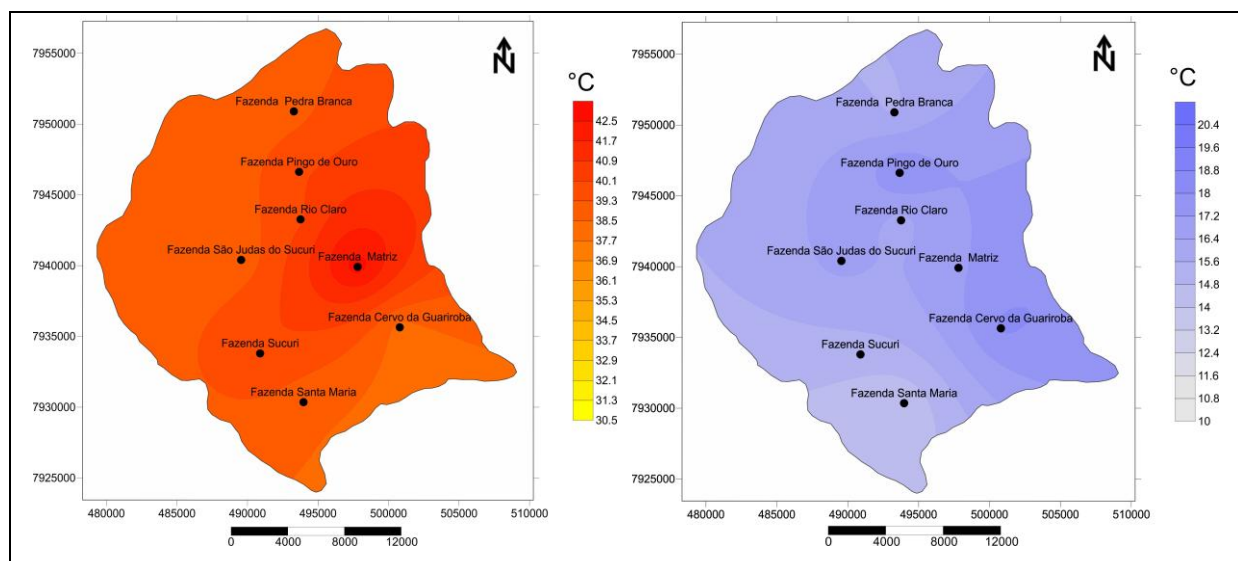 7955000
7950000
7945000
7940000
7935000
7930000
7925000
N
Fazenda Pedra Branca
Fazenda Pingo de Ouro
Fazenda Rio Claro
Fazenda São Judas do Sucuri
Fazenda Matriz
Fazenda Cervo da Guariroba
Fazenda Sucuri
Fazenda Santa Maria
°C
42.5
41.7
40.9
40.1
39.3
38.5
37.7
36.9
36.1
35.3
34.5
33.7
32.9
32.1
31.3
30.5
480000 485000 490000 495000 500000 505000 510000
0 4000 8000 12000
7955000
7950000
7945000
7940000
7935000
7930000
7925000
N
Fazenda Pedra Branca
Fazenda Pingo de Ouro
Fazenda Rio Claro
Fazenda São Judas do Sucuri
Fazenda Matriz
Fazenda Cervo da Guariroba
Fazenda Sucuri
Fazenda Santa Maria
°C
20.4
19.6
18.8
18
17.2
16.4
15.6
14.8
14
13.2
12.4
11.6
10.8
10
480000 485000 490000 495000 500000 505000 510000
0 4000 8000 12000